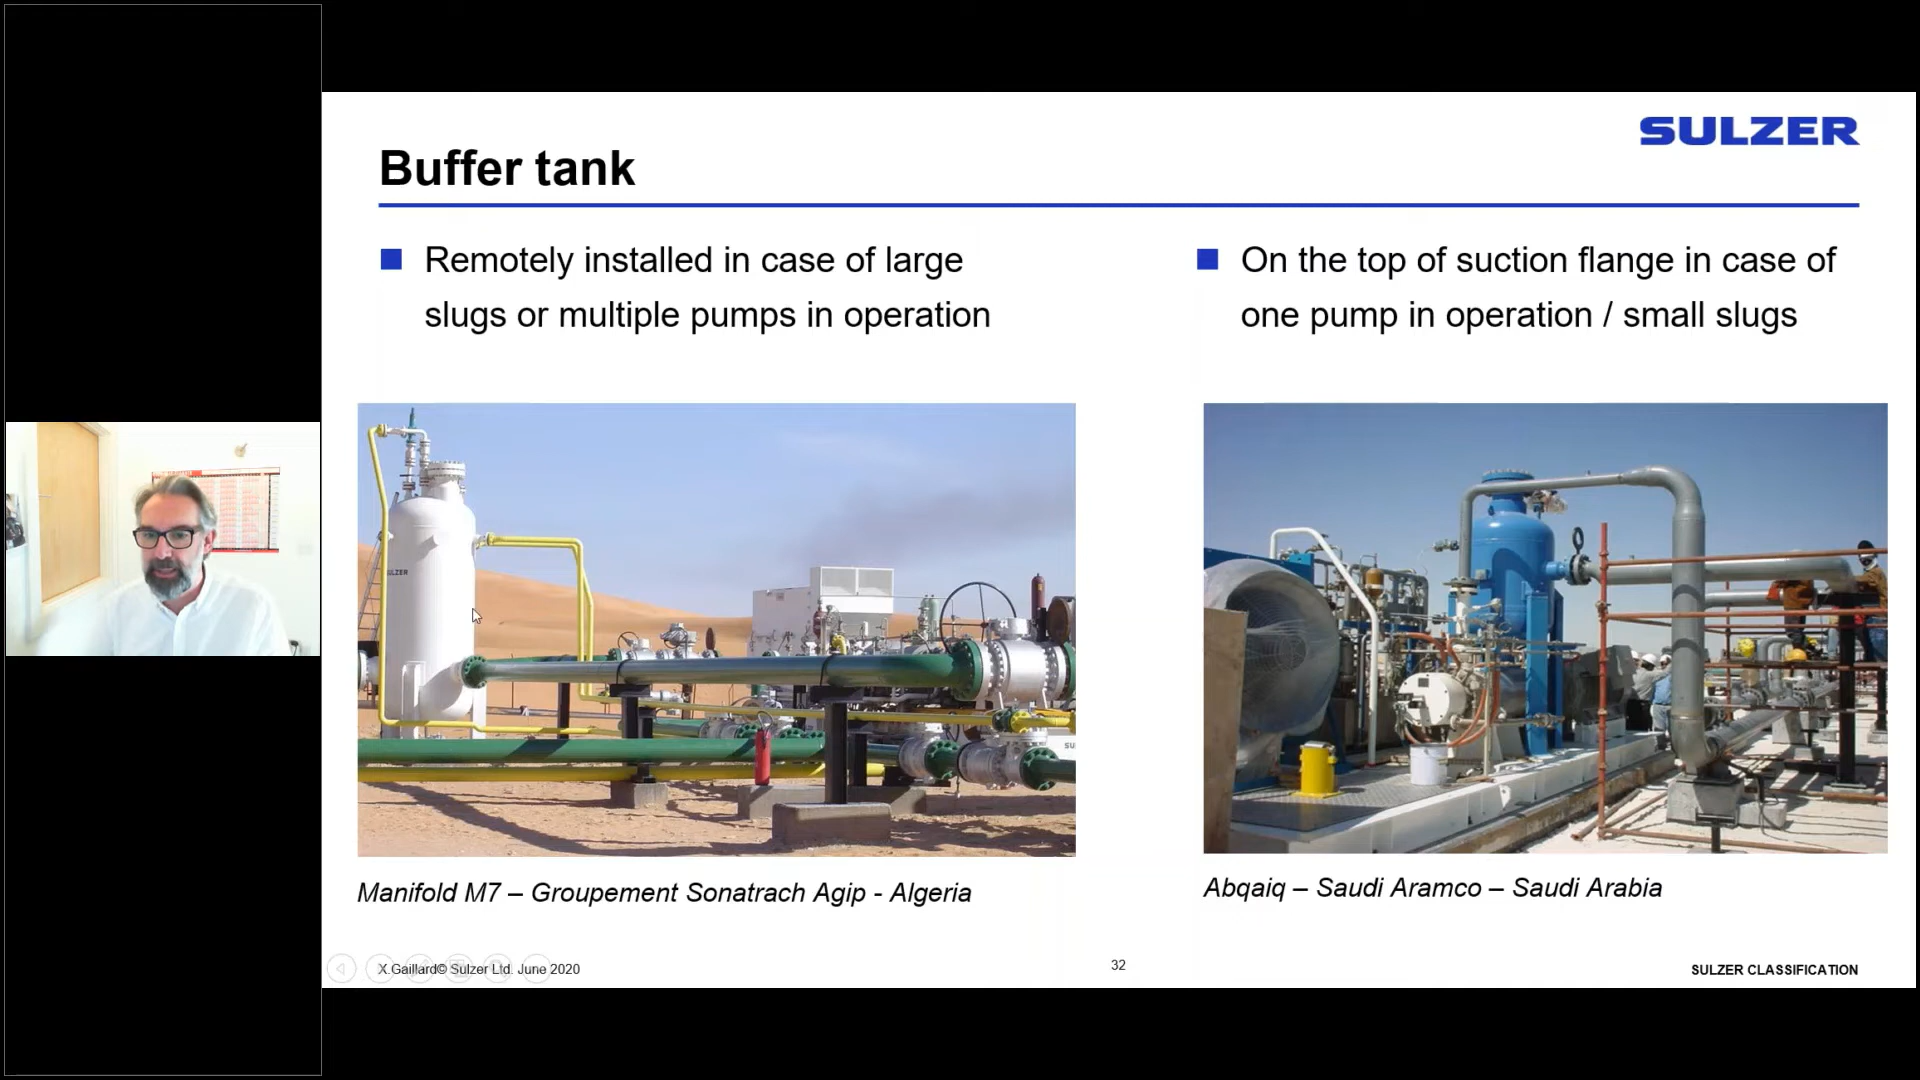 SULZER
Buffer tank
Remotely installed in case of large
slugs or multiple pumps in operation
On the top of suction flange in case of
one pump in operation / small slugs
Manifold M7 – Groupement Sonatrach Agip - Algeria
Abqaiq – Saudi Aramco – Saudi Arabia
X.Gaillard© Sulzer Ltd. June 2020
32
SULZER CLASSIFICATION